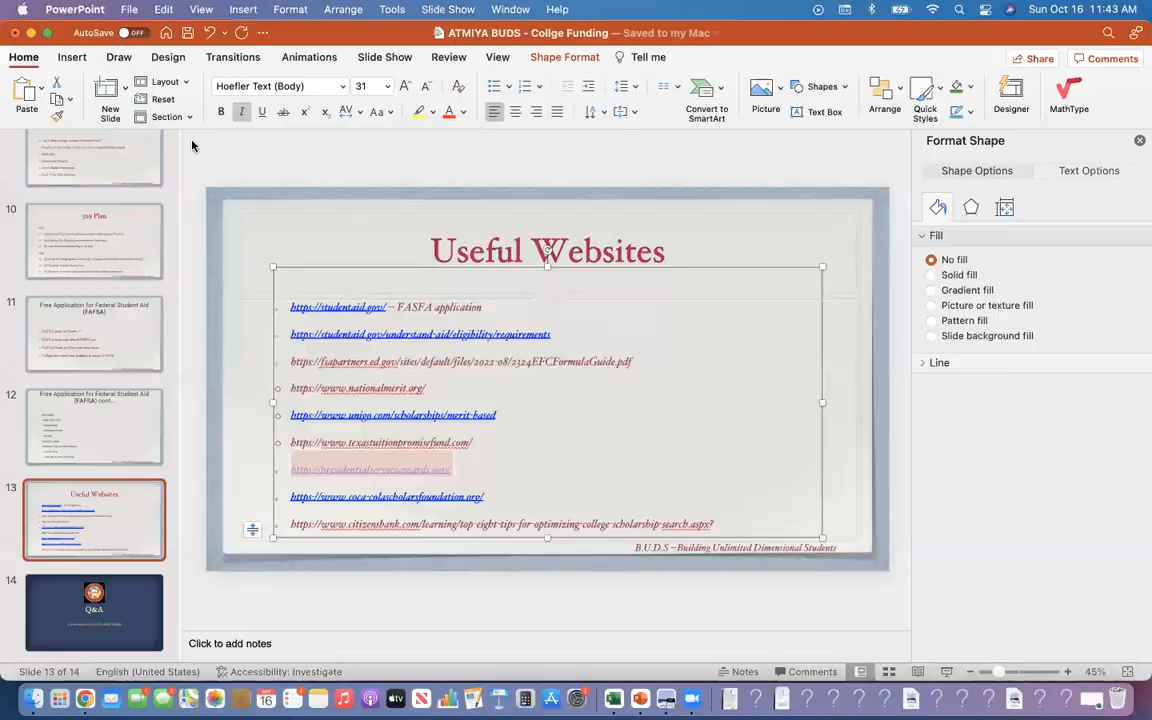 PowerPoint File Edit View Insert Format Arrange Tools Slide Show Window Help Sun Oct 16 11:43 AM
AutoSave OFF ATMIYA BUDS - Collge Funding — Saved to my Mac
Home Insert Draw Design Transitions Animations Slide Show Review View Shape Format Tell me Share Comments
Paste New Slide Layout Reset Section Hoefler Text (Body) 31 Convert to SmartArt Picture Shapes Text Box Arrange Quick Styles Designer MathType
Format Shape
Shape Options Text Options
Fill
No fill
Solid fill
Gradient fill
Picture or texture fill
Pattern fill
Slide background fill
Line
10
529 Plan
11
Free Application for Federal Student Aid
(FAFSA)
12
Free Application for Federal Student Aid
(FAFSA) cont...
13
Useful Websites
14
Q&A
Useful Websites
https://studentaid.gov/ – FASFA application
https://studentaid.gov/understand-aid/eligibility/requirements
https://fsapartners.ed.gov/sites/default/files/2022-08/2324EFCFormulaGuide.pdf
https://www.nationalmerit.org/
https://www.unigo.com/scholarships/merit-based
https://www.texastuitionpromisefund.com/
https://presidentialserviceawards.gov/
https://www.coca-colascholarsfoundation.org/
https://www.citizensbank.com/learning/top-eight-tips-for-optimizing-college-scholarship-search.aspx?
B.U.D.S – Building Unlimited Dimensional Students
Click to add notes
Slide 13 of 14 English (United States) Accessibility: Investigate Notes Comments 45%